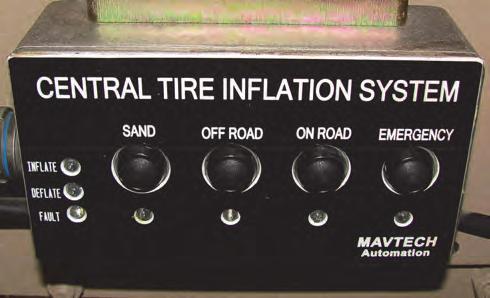 CENTRAL TIRE INFLATION SYSTEM
SAND OFF ROAD ON ROAD EMERGENCY
INFLATE
DEFLATE
FAULT
MAVTECH
Automation